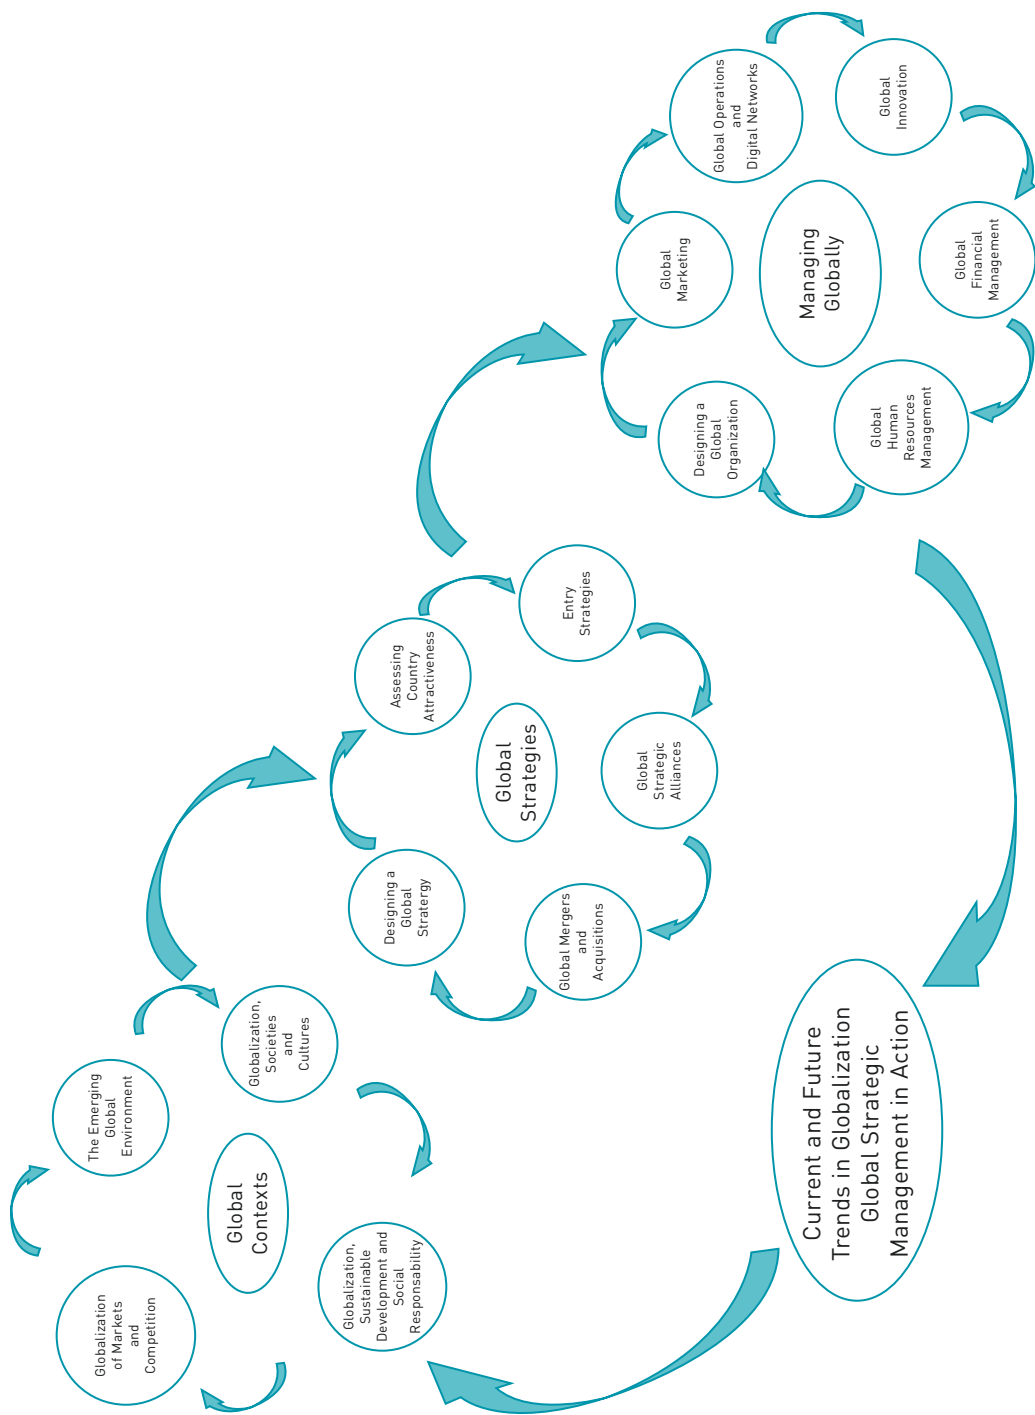 Globalization
of Markets
and
Competition
The Emerging
Global
Environment
Globalization,
Societies
and
Cultures
Globalization,
Sustainable
Development and
Social
Responsability
Global
Contexts
Designing a
Global
Stratergy
Assessing
Country
Attractiveness
Entry
Strategies
Global
Strategic
Alliances
Global Mergers
and
Acquisitions
Global
Strategies
Designing a
Global
Organization
Global
Marketing
Global Operations
and
Digital Networks
Global
Innovation
Global
Financial
Management
Global
Human
Resources
Management
Managing
Globally
Current and Future
Trends in Globalization
Global Strategic
Management in Action